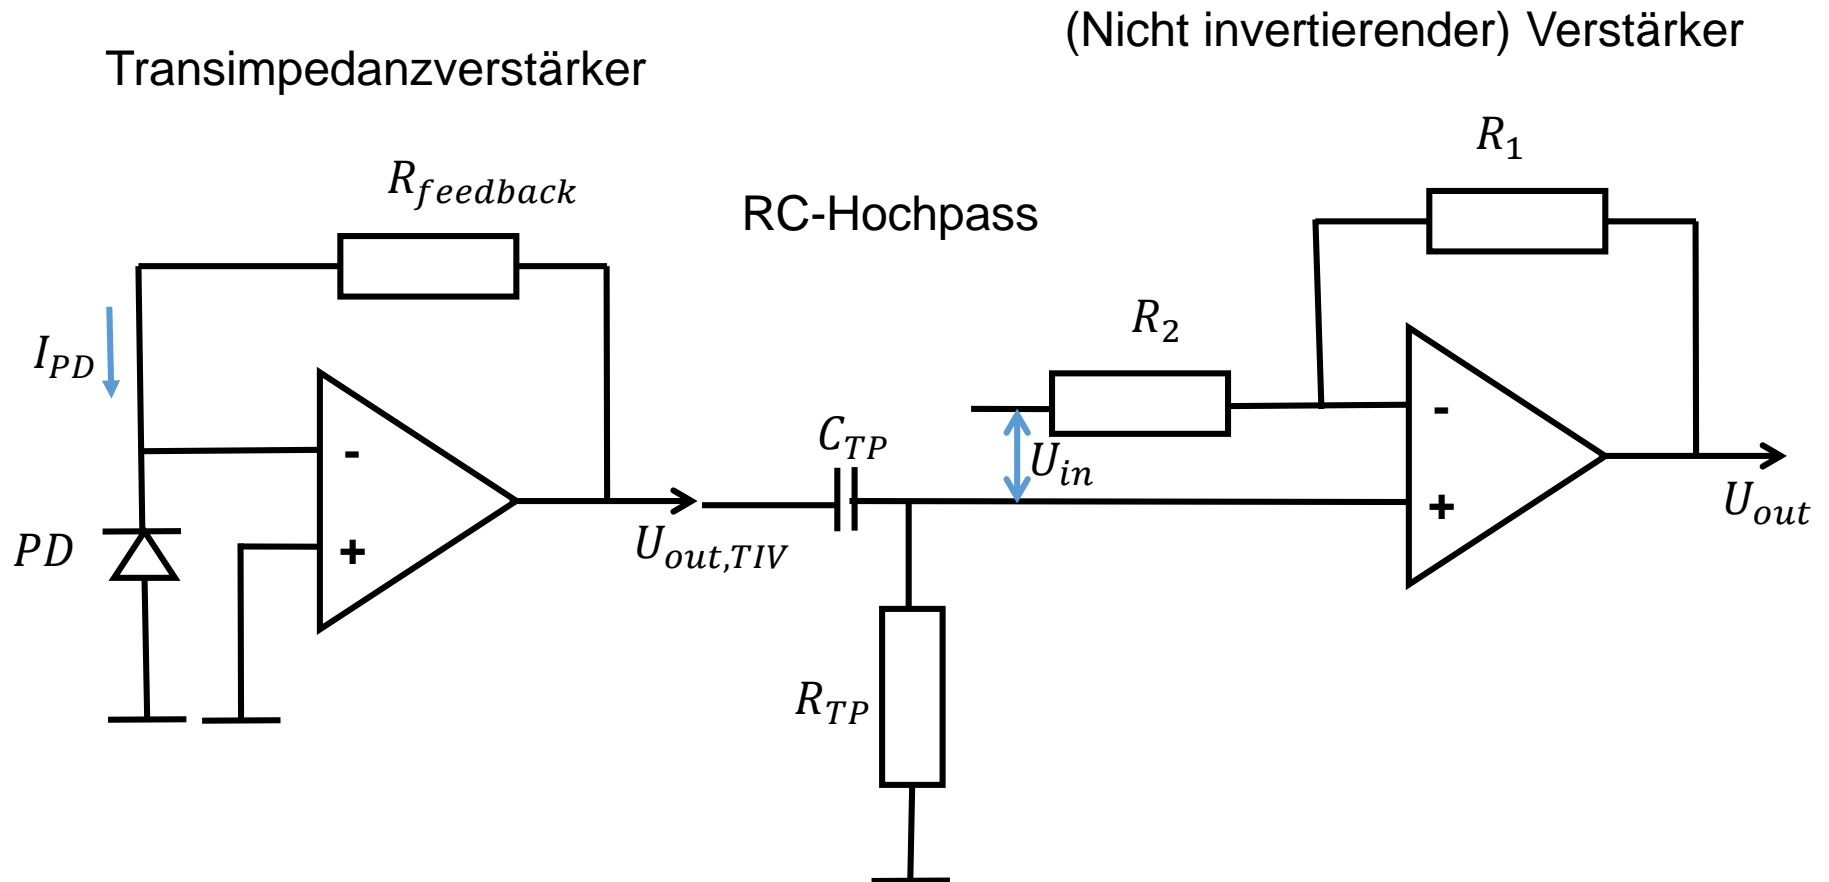 (Nicht invertierender) Verstärker
Transimpedanzverstärker
R_1
R_feedback
RC-Hochpass
R_2
I_PD
C_TP
U_in
-
-
+
+
PD
U_out,TIV
U_out
R_TP